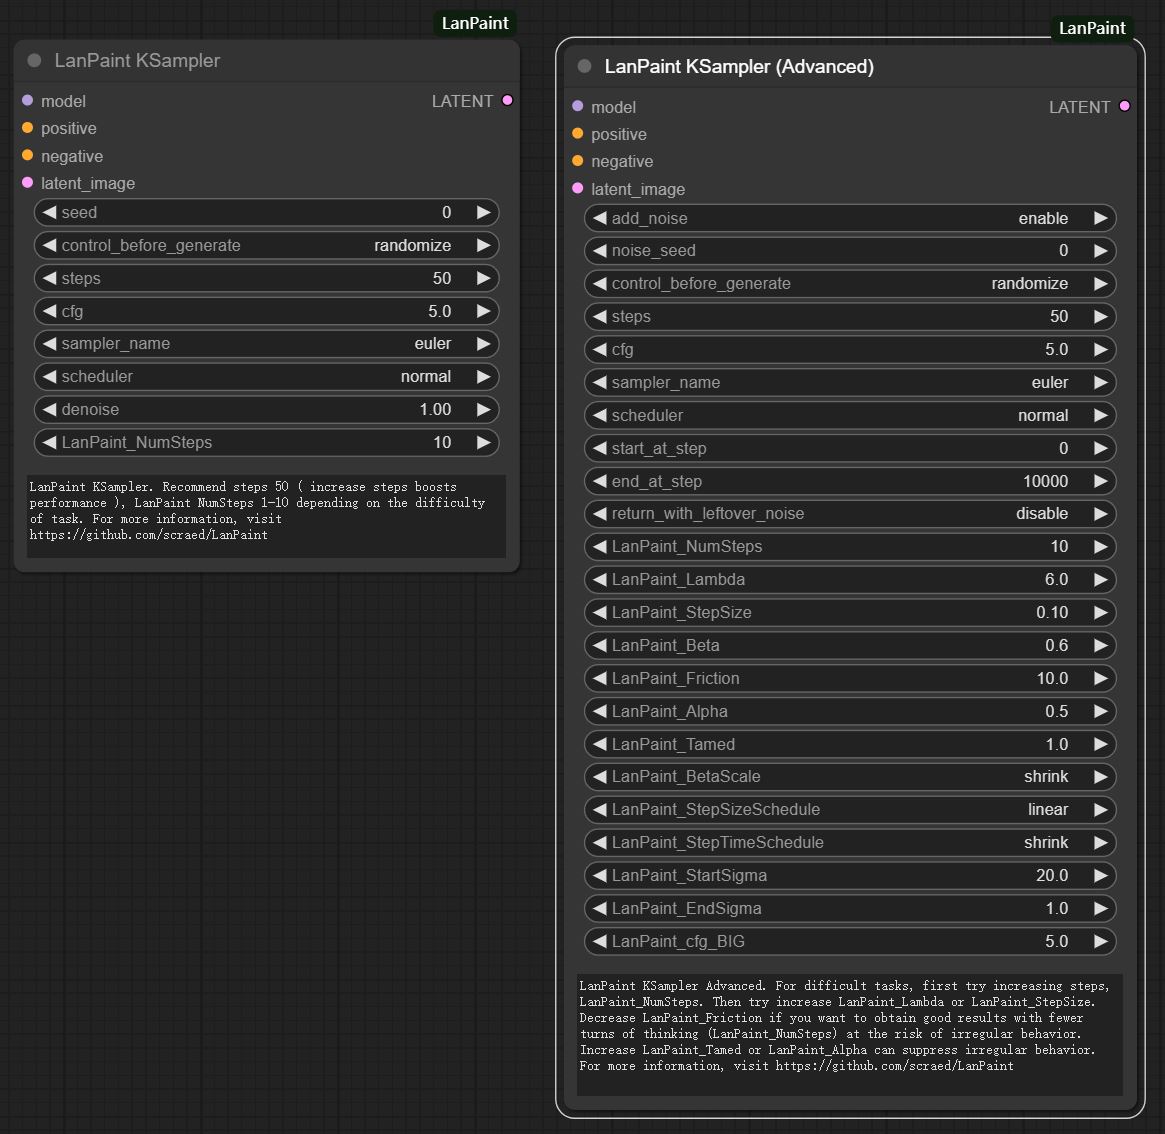 LanPaint
LanPaint KSampler
model LATENT
positive
negative
latent_image
seed 0
control_before_generate randomize
steps 50
cfg 5.0
sampler_name euler
scheduler normal
denoise 1.00
LanPaint_NumSteps 10
LanPaint KSampler. Recommend steps 50 ( increase steps boosts
performance ), LanPaint NumSteps 1-10 depending on the difficulty
of task. For more information, visit
https://github.com/scraed/LanPaint
LanPaint
LanPaint KSampler (Advanced)
model LATENT
positive
negative
latent_image
add_noise enable
noise_seed 0
control_before_generate randomize
steps 50
cfg 5.0
sampler_name euler
scheduler normal
start_at_step 0
end_at_step 10000
return_with_leftover_noise disable
LanPaint_NumSteps 10
LanPaint_Lambda 6.0
LanPaint_StepSize 0.10
LanPaint_Beta 0.6
LanPaint_Friction 10.0
LanPaint_Alpha 0.5
LanPaint_Tamed 1.0
LanPaint_BetaScale shrink
LanPaint_StepSizeSchedule linear
LanPaint_StepTimeSchedule shrink
LanPaint_StartSigma 20.0
LanPaint_EndSigma 1.0
LanPaint_cfg_BIG 5.0
LanPaint KSampler Advanced. For difficult tasks, first try increasing steps,
LanPaint_NumSteps. Then try increase LanPaint_Lambda or LanPaint_StepSize.
Decrease LanPaint_Friction if you want to obtain good results with fewer
turns of thinking (LanPaint_NumSteps) at the risk of irregular behavior.
Increase LanPaint_Tamed or LanPaint_Alpha can suppress irregular behavior.
For more information, visit https://github.com/scraed/LanPaint